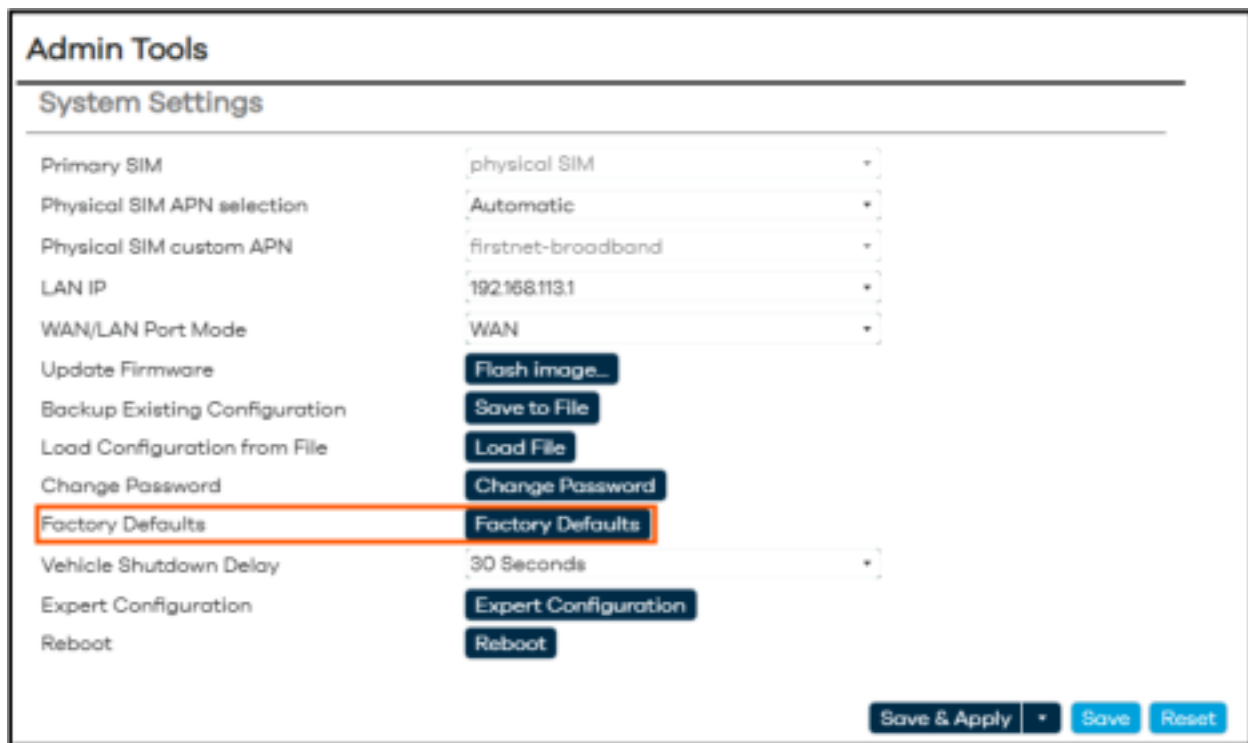 Admin Tools
System Settings
Primary SIM physical SIM
Physical SIM APN selection Automatic
Physical SIM custom APN firstnet-broadband
LAN IP 192.168.113.1
WAN/LAN Port Mode WAN
Update Firmware Flash image...
Backup Existing Configuration Save to File
Load Configuration from File Load File
Change Password Change Password
Factory Defaults Factory Defaults
Vehicle Shutdown Delay 30 Seconds
Expert Configuration Expert Configuration
Reboot Reboot
Save & Apply Save Reset